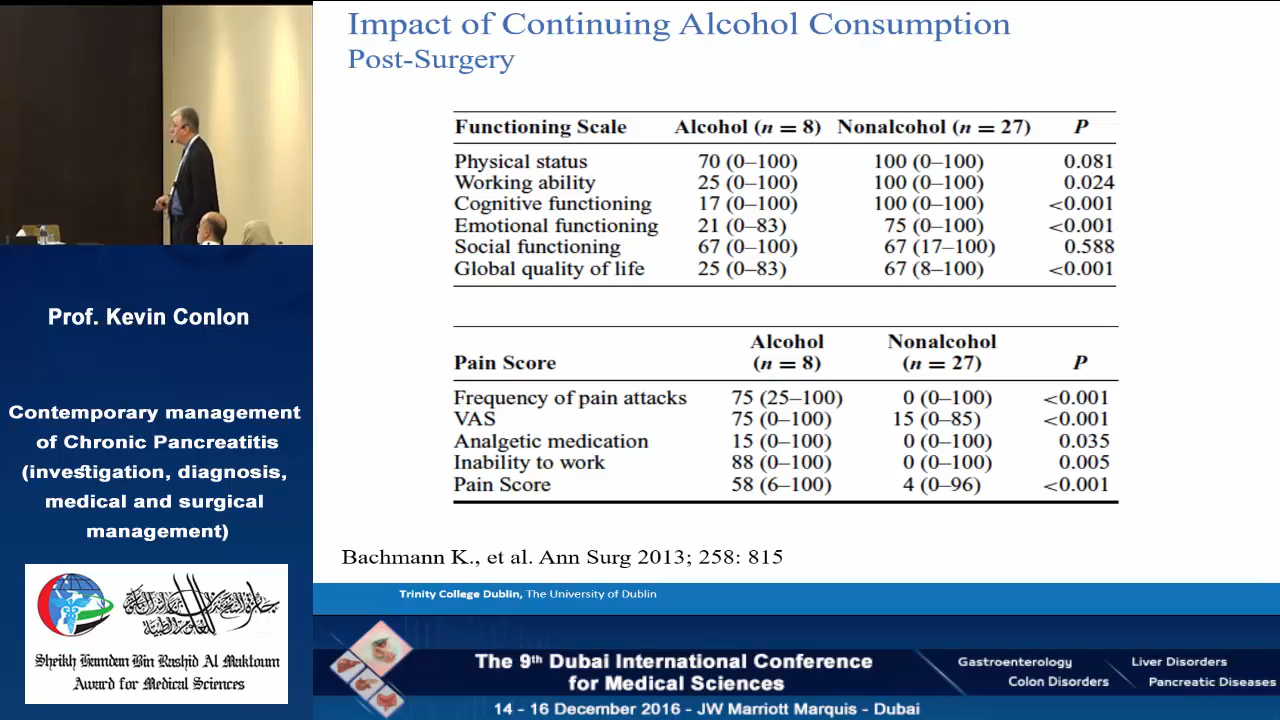 Impact of Continuing Alcohol Consumption
Post-Surgery
Functioning Scale Alcohol (n = 8) Nonalcohol (n = 27) P
Physical status 70 (0–100) 100 (0–100) 0.081
Working ability 25 (0–100) 100 (0–100) 0.024
Cognitive functioning 17 (0–100) 100 (0–100) <0.001
Emotional functioning 21 (0–83) 75 (0–100) <0.001
Social functioning 67 (0–100) 67 (17–100) 0.588
Global quality of life 25 (0–83) 67 (8–100) <0.001
Alcohol Nonalcohol
Pain Score (n = 8) (n = 27) P
Frequency of pain attacks 75 (25–100) 0 (0–100) <0.001
VAS 75 (0–100) 15 (0–85) <0.001
Analgetic medication 15 (0–100) 0 (0–100) 0.035
Inability to work 88 (0–100) 0 (0–100) 0.005
Pain Score 58 (6–100) 4 (0–96) <0.001
Bachmann K., et al. Ann Surg 2013; 258: 815
Trinity College Dublin, The University of Dublin
Prof. Kevin Conlon
Contemporary management
of Chronic Pancreatitis
(investigation, diagnosis,
medical and surgical
management)
Sheikh Hamdan Bin Rashid Al Maktoum
Award for Medical Sciences
The 9th Dubai International Conference
for Medical Sciences
14 - 16 December 2016 - JW Marriott Marquis - Dubai
Gastroenterology
Colon Disorders
Liver Disorders
Pancreatic Diseases